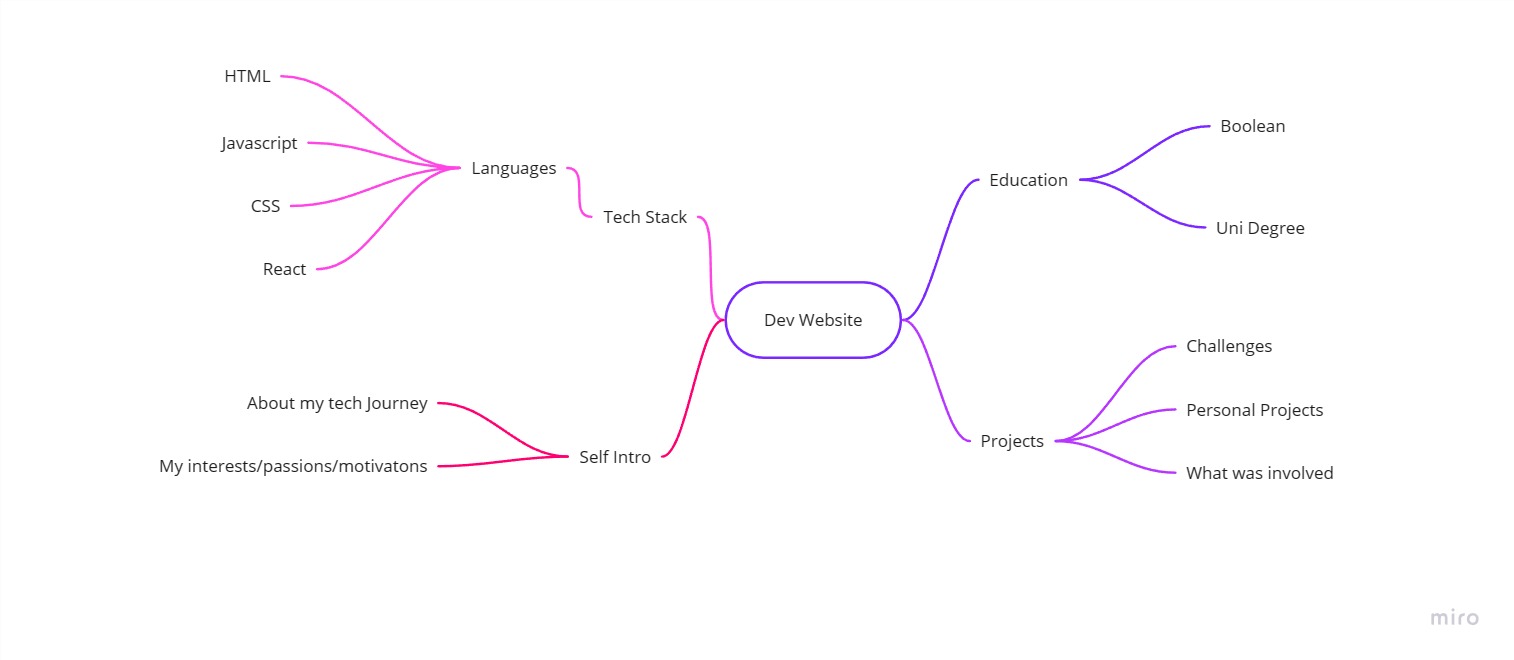 HTML
Javascript
CSS
React
Languages
Tech Stack
Dev Website
About my tech Journey
My interests/passions/motivatons
Self Intro
Education
Boolean
Uni Degree
Projects
Challenges
Personal Projects
What was involved
miro